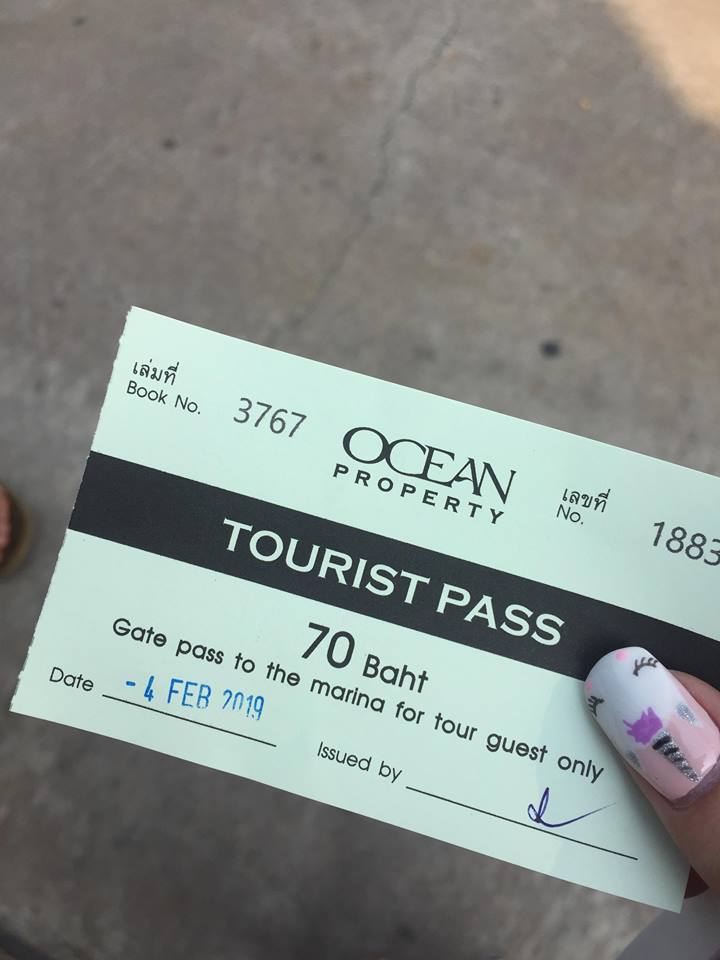 เล่มที่
Book No. 3767
OCEAN
PROPERTY
เลขที่
No. 1883
TOURIST PASS
70 Baht
Gate pass to the marina for tour guest only
Date - 4 FEB 2019
Issued by